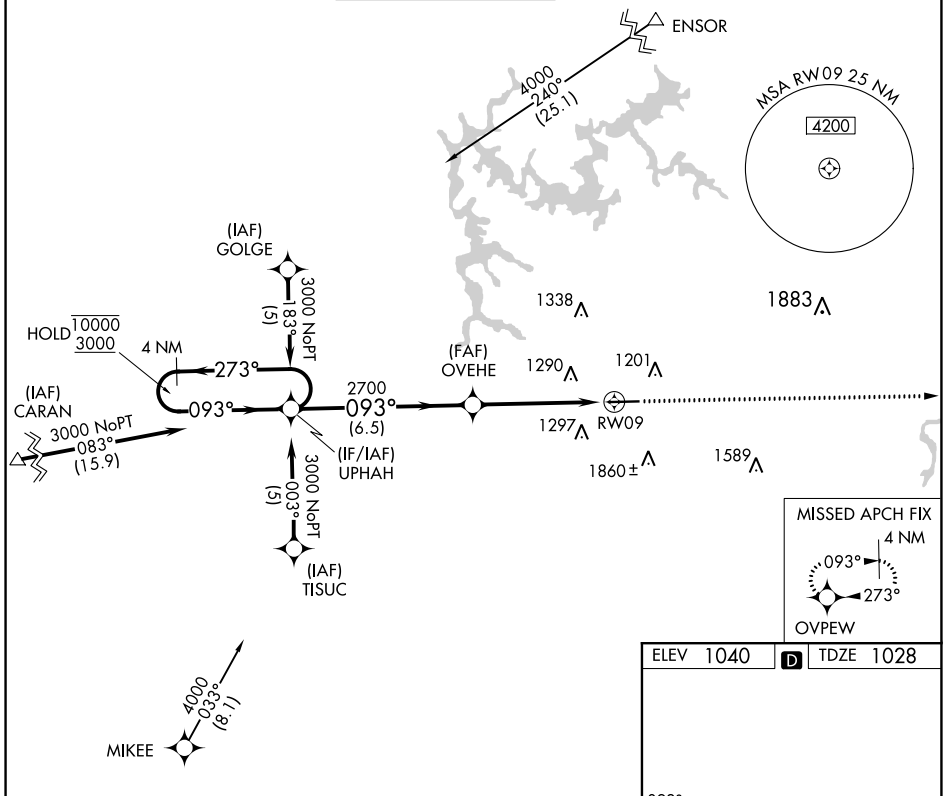 ENSOR
4000
240°
(25.1)
MSA RW09 25 NM
4200
(IAF)
GOLGE
3000 NoPT
183°
(5)
HOLD
10000
3000
4 NM
273°
093°
(IAF)
CARAN
3000 NoPT
083°
(15.9)
2700
093°
(6.5)
(IF/IAF)
UPHAH
(FAF)
OVEHE
1338
1883
1290
1201
1297
RW09
1860±
1589
3000 NoPT
003°
(5)
(IAF)
TISUC
MISSED APCH FIX
4 NM
093°
273°
OVPEW
4000
033°
(8.1)
MIKEE
ELEV 1040
D
TDZE 1028